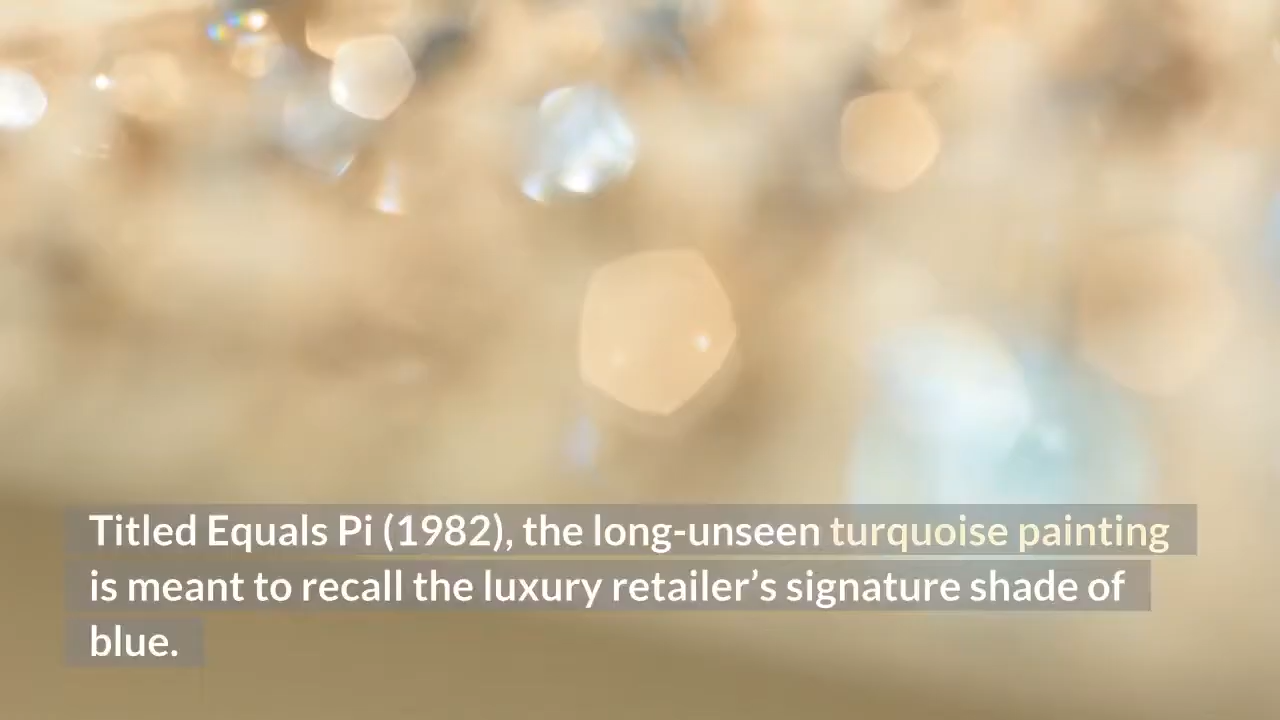 Titled Equals Pi (1982), the long-unseen turquoise painting
is meant to recall the luxury retailer’s signature shade of
blue.